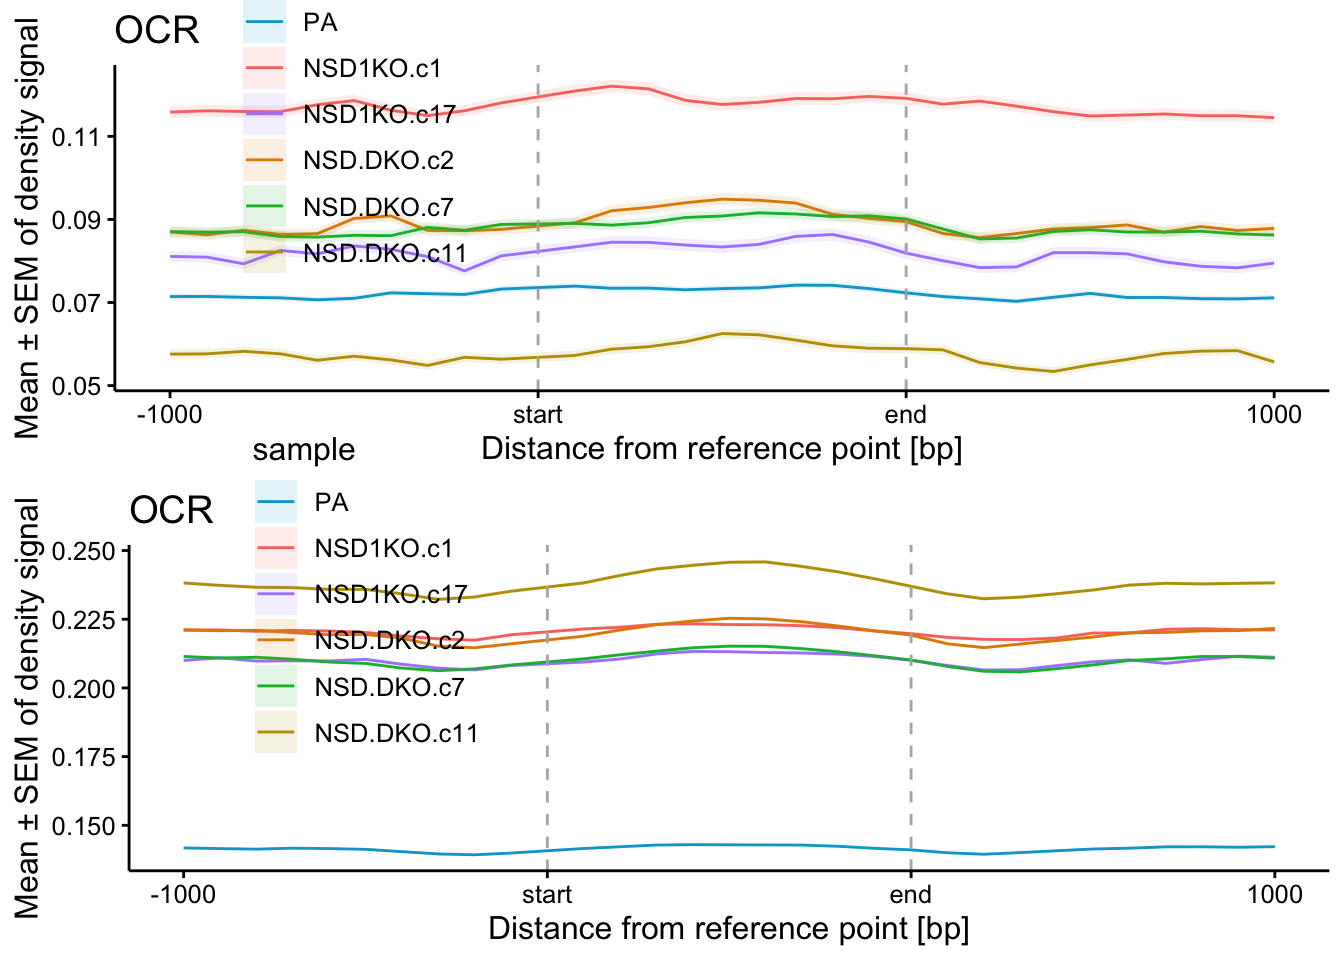 OCR
PA
NSD1KO.c1
NSD1KO.c17
NSD.DKO.c2
NSD.DKO.c7
NSD.DKO.c11
Mean ± SEM of density signal
0.11
0.09
0.07
0.05
-1000 start end 1000
Distance from reference point [bp]
sample
OCR
PA
NSD1KO.c1
NSD1KO.c17
NSD.DKO.c2
NSD.DKO.c7
NSD.DKO.c11
Mean ± SEM of density signal
0.250
0.225
0.200
0.175
0.150
-1000 start end 1000
Distance from reference point [bp]